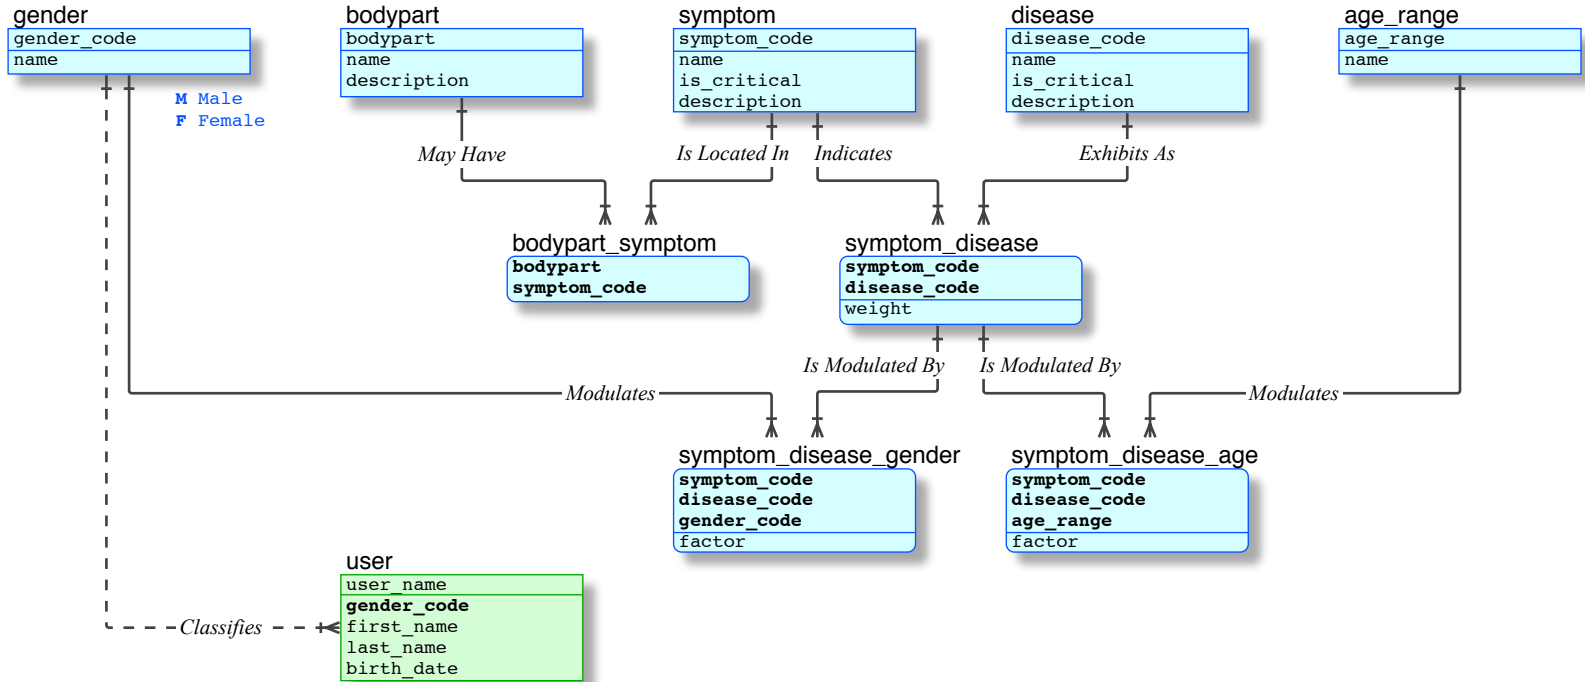 gender
gender_code
name
M Male
F Female
bodypart
bodypart
name
description
symptom
symptom_code
name
is_critical
description
disease
disease_code
name
is_critical
description
age_range
age_range
name
May Have
Is Located In
Indicates
Exhibits As
bodypart_symptom
bodypart
symptom_code
symptom_disease
symptom_code
disease_code
weight
Is Modulated By
Is Modulated By
Modulates
Modulates
symptom_disease_gender
symptom_code
disease_code
gender_code
factor
symptom_disease_age
symptom_code
disease_code
age_range
factor
user
user_name
gender_code
first_name
last_name
birth_date
Classifies